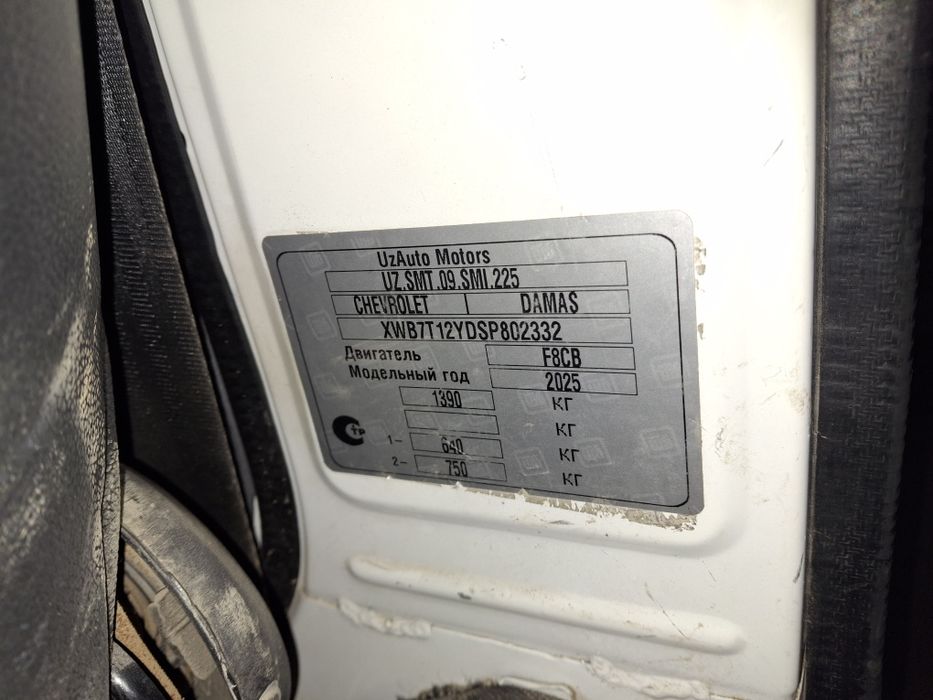 UzAuto Motors
UZ.SMT.09.SMI.225
CHEVROLET DAMAS
XWB7T12YDSP802332
Двигатель F8CB
Модельный год 2025
1390 КГ
КГ
1– 640 КГ
2– 750 КГ